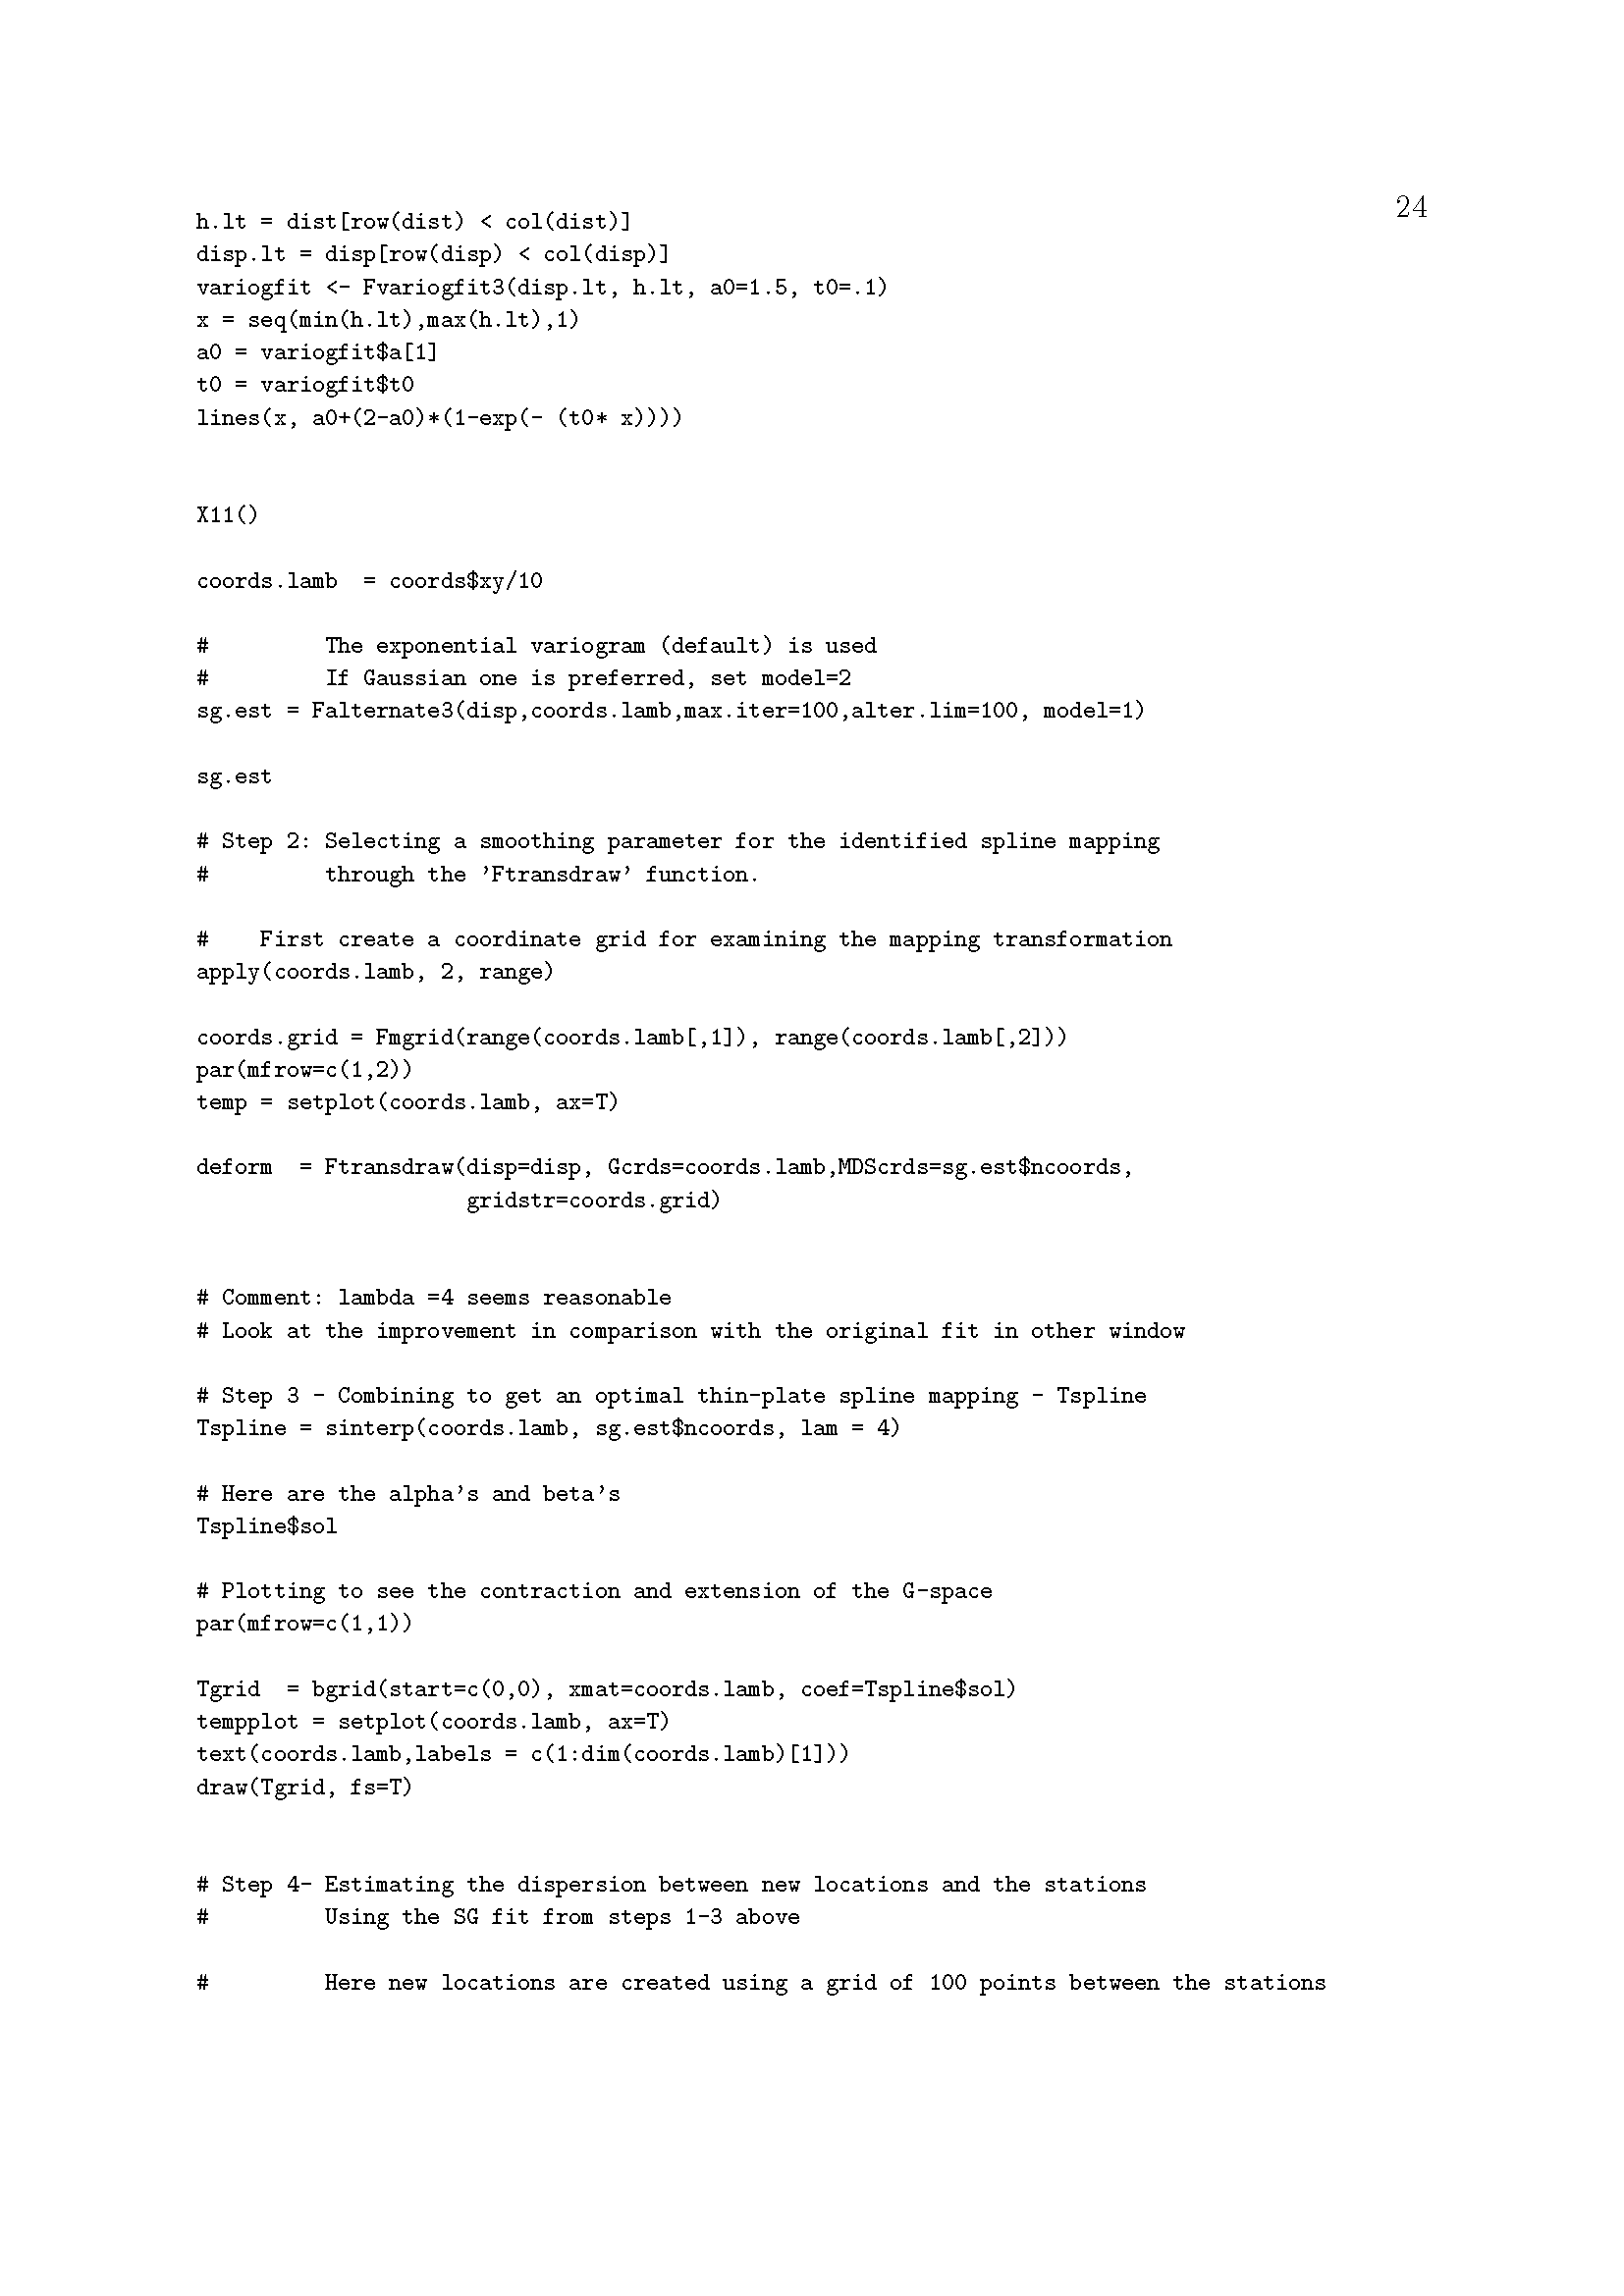 24
h.lt = dist[row(dist) < col(dist)]
disp.lt = disp[row(disp) < col(disp)]
variogfit <- Fvariogfit3(disp.lt, h.lt, a0=1.5, t0=.1)
x = seq(min(h.lt),max(h.lt),1)
a0 = variogfit$a[1]
t0 = variogfit$t0
lines(x, a0+(2-a0)*(1-exp(- (t0* x))))
X11()
coords.lamb  = coords$xy/10
#         The exponential variogram (default) is used
#         If Gaussian one is preferred, set model=2
sg.est = Falternate3(disp,coords.lamb,max.iter=100,alter.lim=100, model=1)
sg.est
# Step 2: Selecting a smoothing parameter for the identified spline mapping
#         through the ’Ftransdraw’ function.
#    First create a coordinate grid for examining the mapping transformation
apply(coords.lamb, 2, range)
coords.grid = Fmgrid(range(coords.lamb[,1]), range(coords.lamb[,2]))
par(mfrow=c(1,2))
temp = setplot(coords.lamb, ax=T)
deform  = Ftransdraw(disp=disp, Gcrds=coords.lamb,MDScrds=sg.est$ncoords,
                     gridstr=coords.grid)
# Comment: lambda =4 seems reasonable
# Look at the improvement in comparison with the original fit in other window
# Step 3 - Combining to get an optimal thin-plate spline mapping - Tspline
Tspline = sinterp(coords.lamb, sg.est$ncoords, lam = 4)
# Here are the alpha’s and beta’s
Tspline$sol
# Plotting to see the contraction and extension of the G-space
par(mfrow=c(1,1))
Tgrid  = bgrid(start=c(0,0), xmat=coords.lamb, coef=Tspline$sol)
tempplot = setplot(coords.lamb, ax=T)
text(coords.lamb,labels = c(1:dim(coords.lamb)[1]))
draw(Tgrid, fs=T)
# Step 4- Estimating the dispersion between new locations and the stations
#         Using the SG fit from steps 1-3 above
#         Here new locations are created using a grid of 100 points between the stations